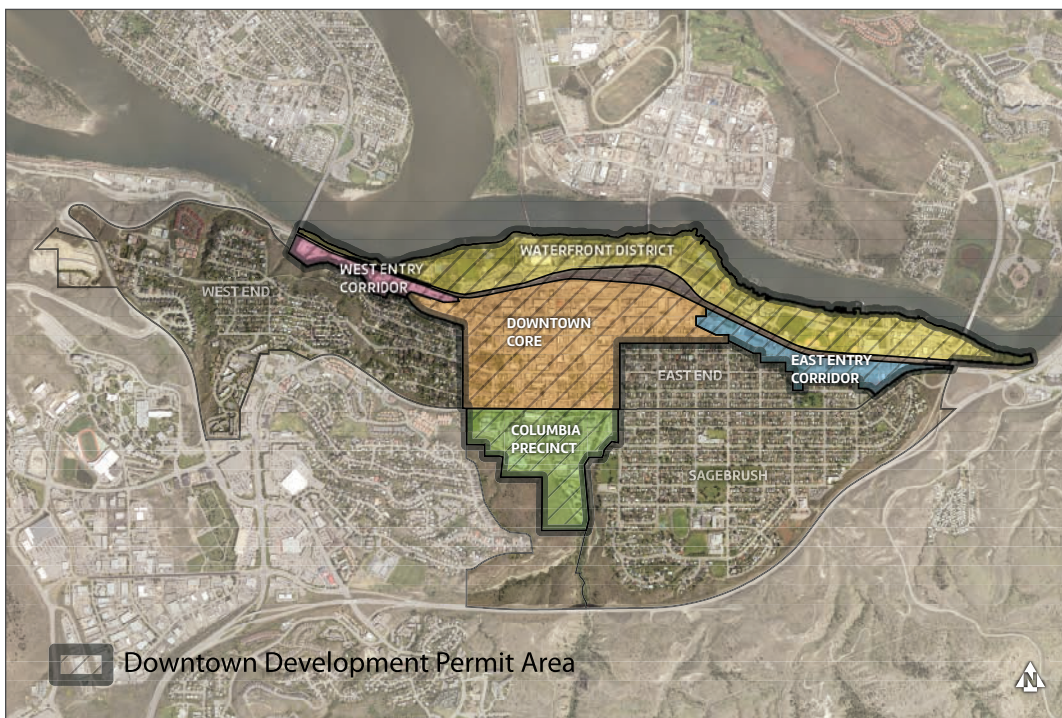 WATERFRONT DISTRICT
WEST ENTRY
CORRIDOR
WEST END
DOWNTOWN
CORE
EAST ENTRY
CORRIDOR
EAST END
COLUMBIA
PRECINCT
SAGEBRUSH
Downtown Development Permit Area
N